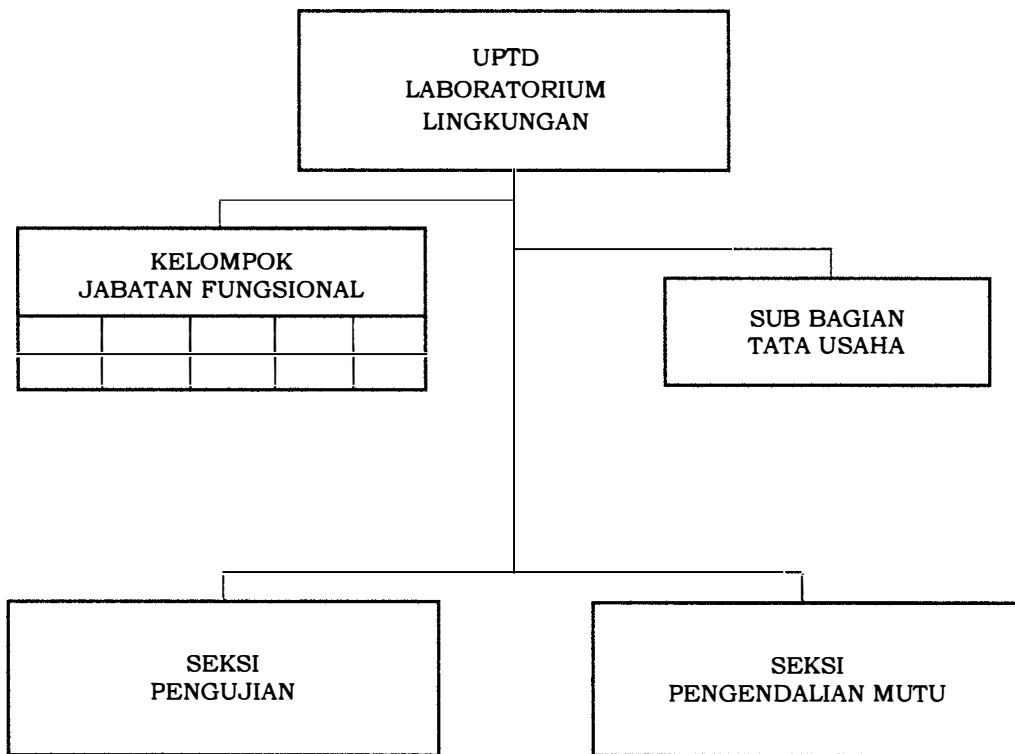 UPTD
LABORATORIUM
LINGKUNGAN
KELOMPOK
JABATAN FUNGSIONAL
SUB BAGIAN
TATA USAHA
SEKSI
PENGUJIAN
SEKSI
PENGENDALIAN MUTU